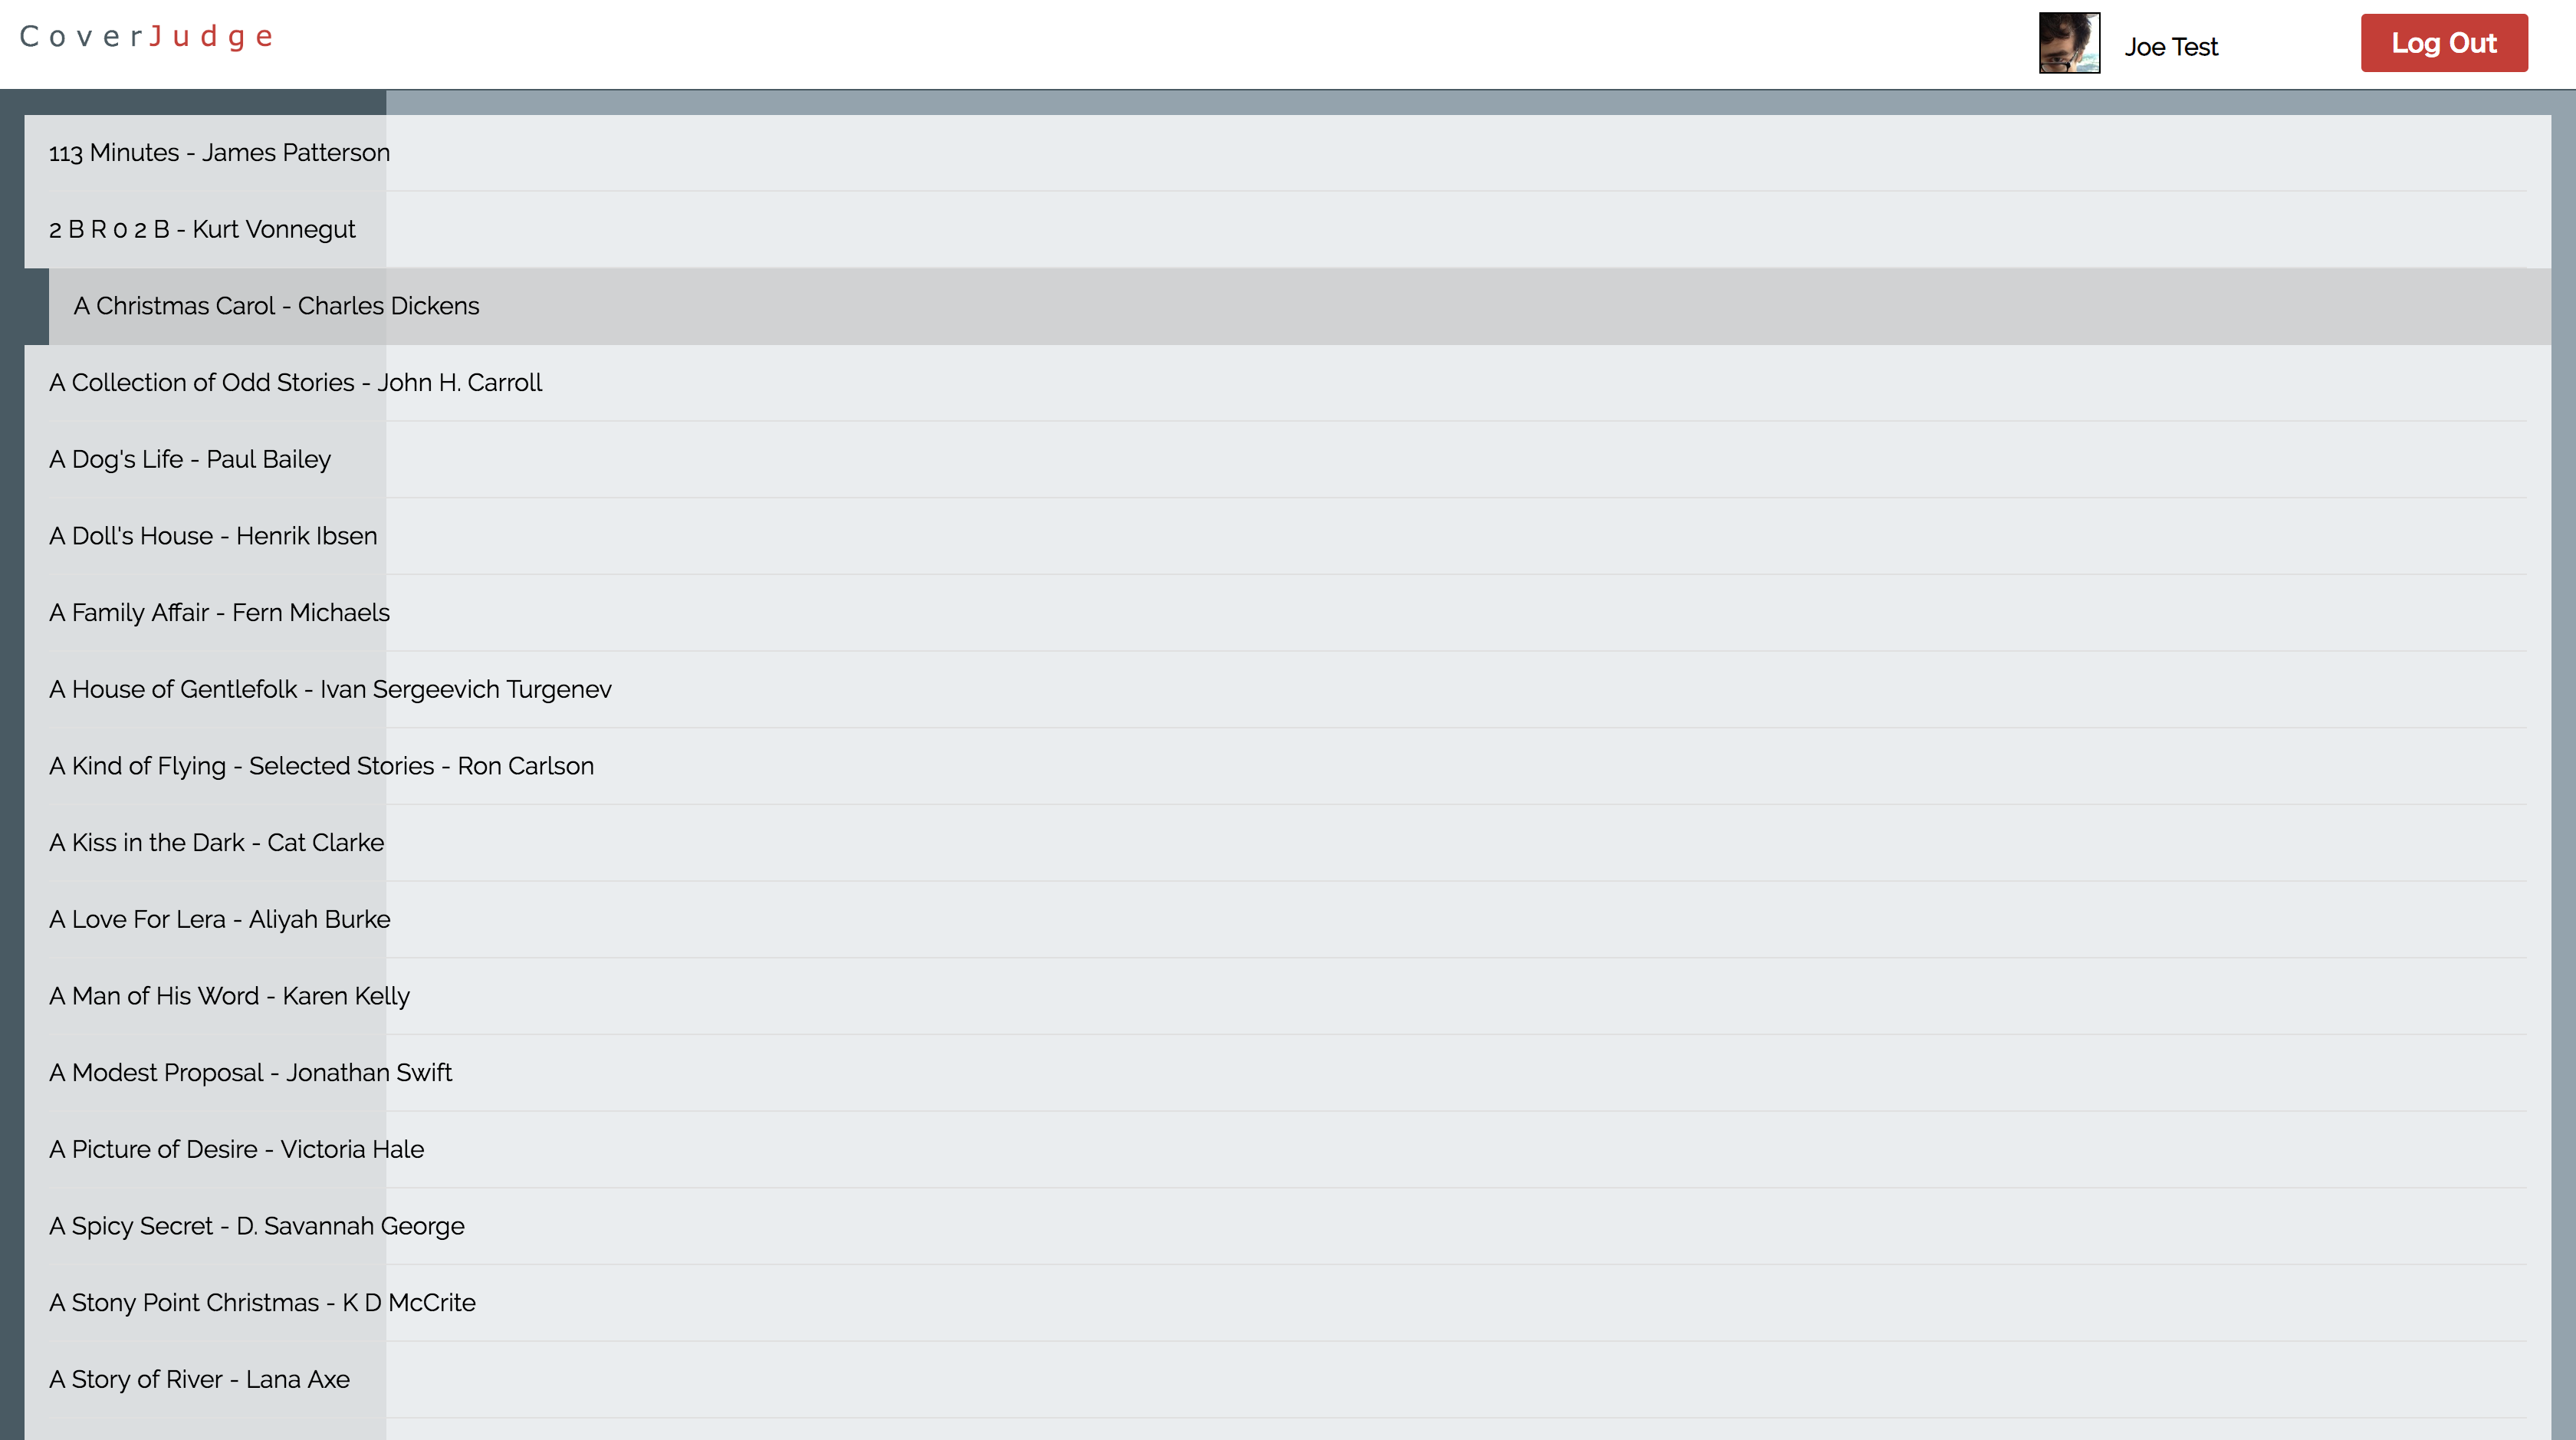 CoverJudge
Joe Test
Log Out
113 Minutes - James Patterson
2 B R 0 2 B - Kurt Vonnegut
A Christmas Carol - Charles Dickens
A Collection of Odd Stories - John H. Carroll
A Dog's Life - Paul Bailey
A Doll's House - Henrik Ibsen
A Family Affair - Fern Michaels
A House of Gentlefolk - Ivan Sergeevich Turgenev
A Kind of Flying - Selected Stories - Ron Carlson
A Kiss in the Dark - Cat Clarke
A Love For Lera - Aliyah Burke
A Man of His Word - Karen Kelly
A Modest Proposal - Jonathan Swift
A Picture of Desire - Victoria Hale
A Spicy Secret - D. Savannah George
A Stony Point Christmas - K D McCrite
A Story of River - Lana Axe